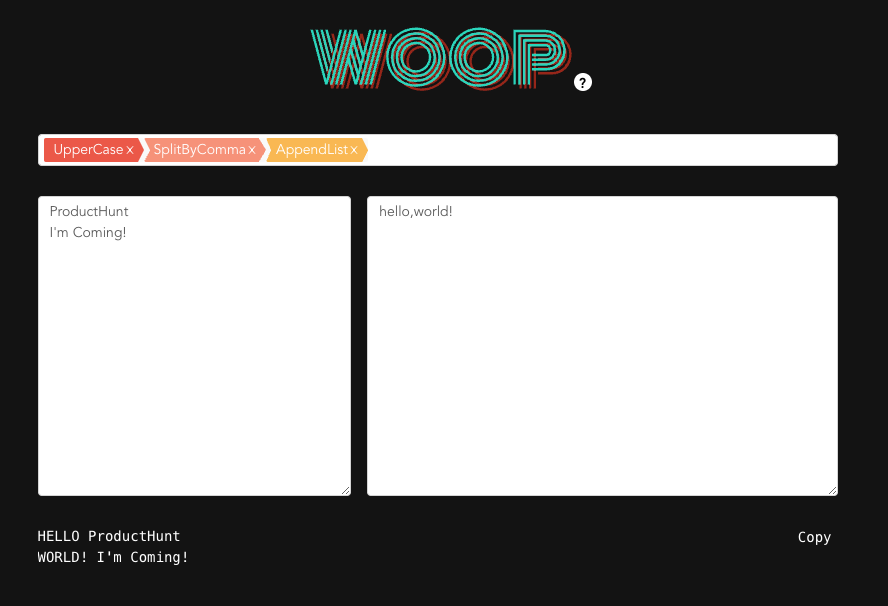 WOOP
?
UpperCase x SplitByComma x AppendList x
ProductHunt
I'm Coming!
hello,world!
HELLO ProductHunt
WORLD! I'm Coming!
Copy